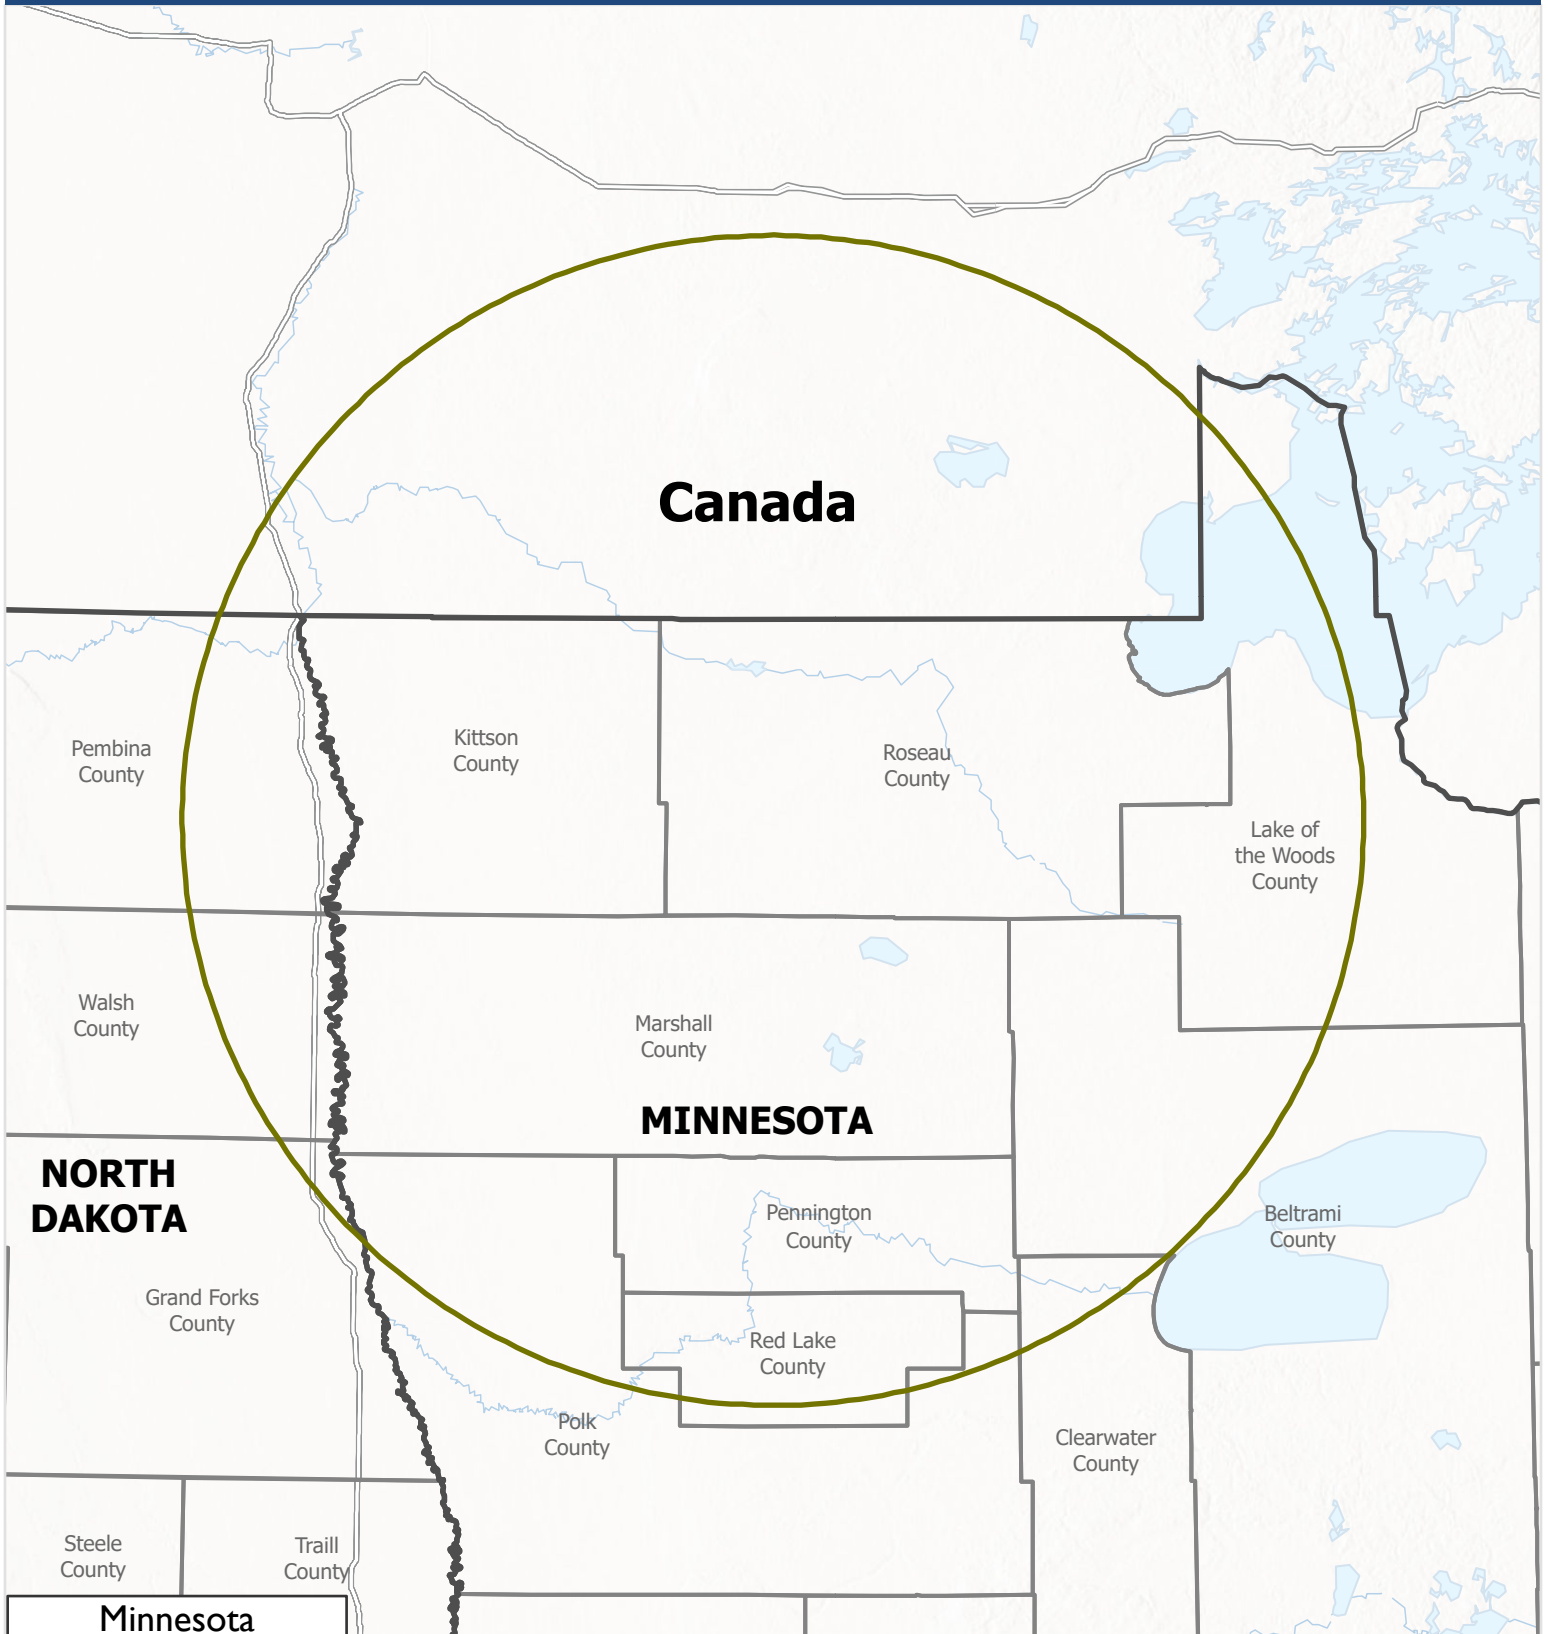 Canada
Pembina
County
Kittson
County
Roseau
County
Lake of
the Woods
County
Walsh
County
Marshall
County
MINNESOTA
NORTH
DAKOTA
Pennington
County
Beltrami
County
Grand Forks
County
Red Lake
County
Polk
County
Clearwater
County
Steele
County
Traill
County
Minnesota